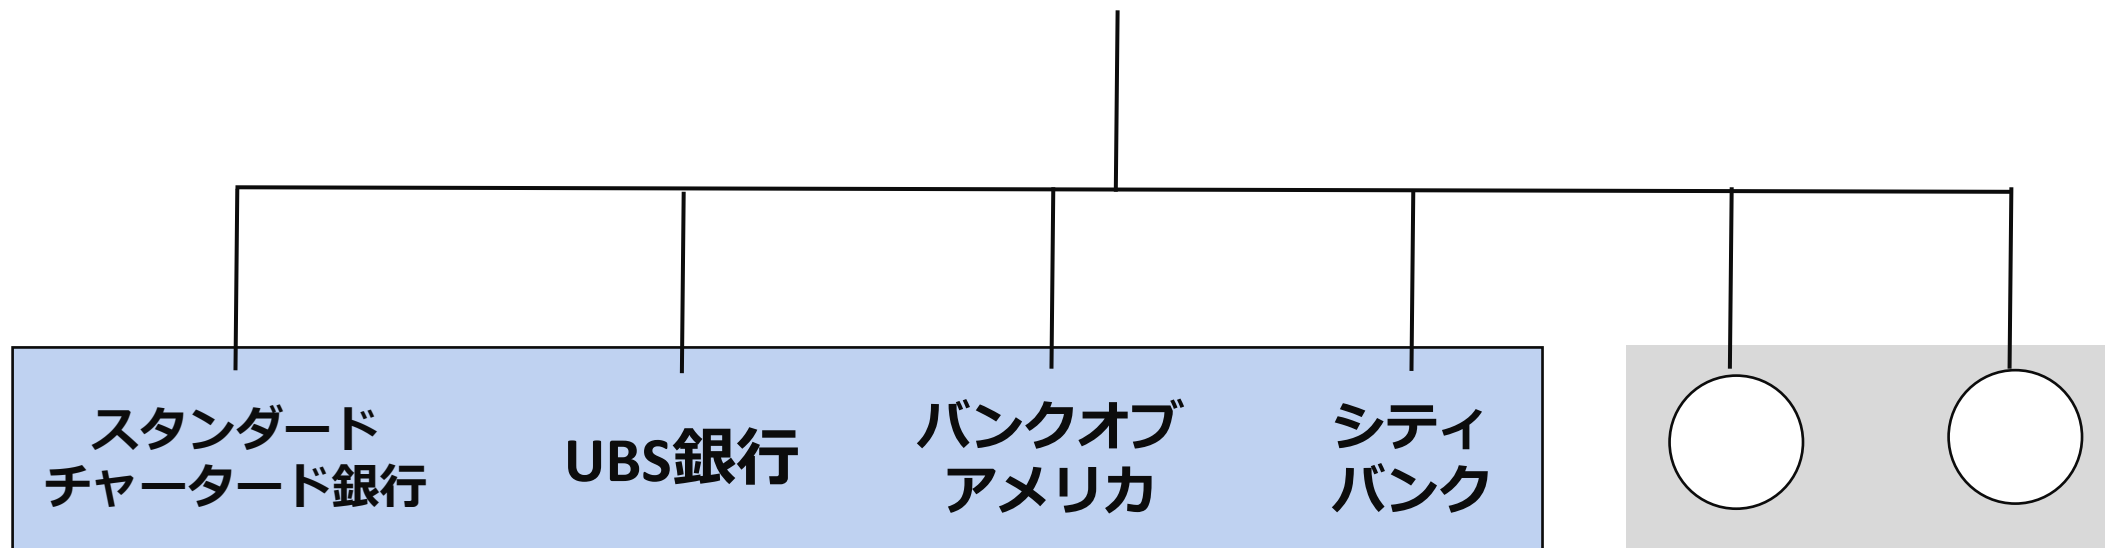 スタンダード
チャータード銀行
UBS銀行
バンクオブ
アメリカ
シティ
バンク